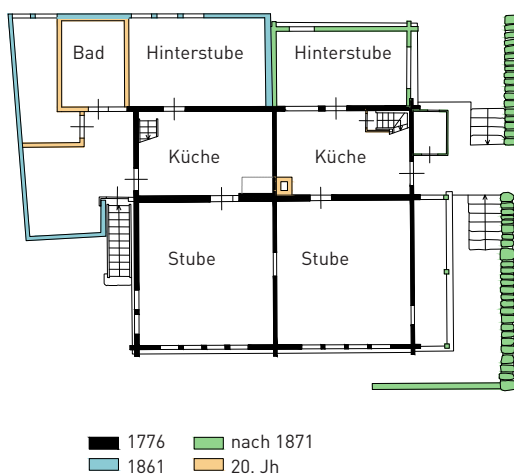 Bad
Hinterstube
Hinterstube
Küche
Küche
Stube
Stube
1776
nach 1871
1861
20. Jh